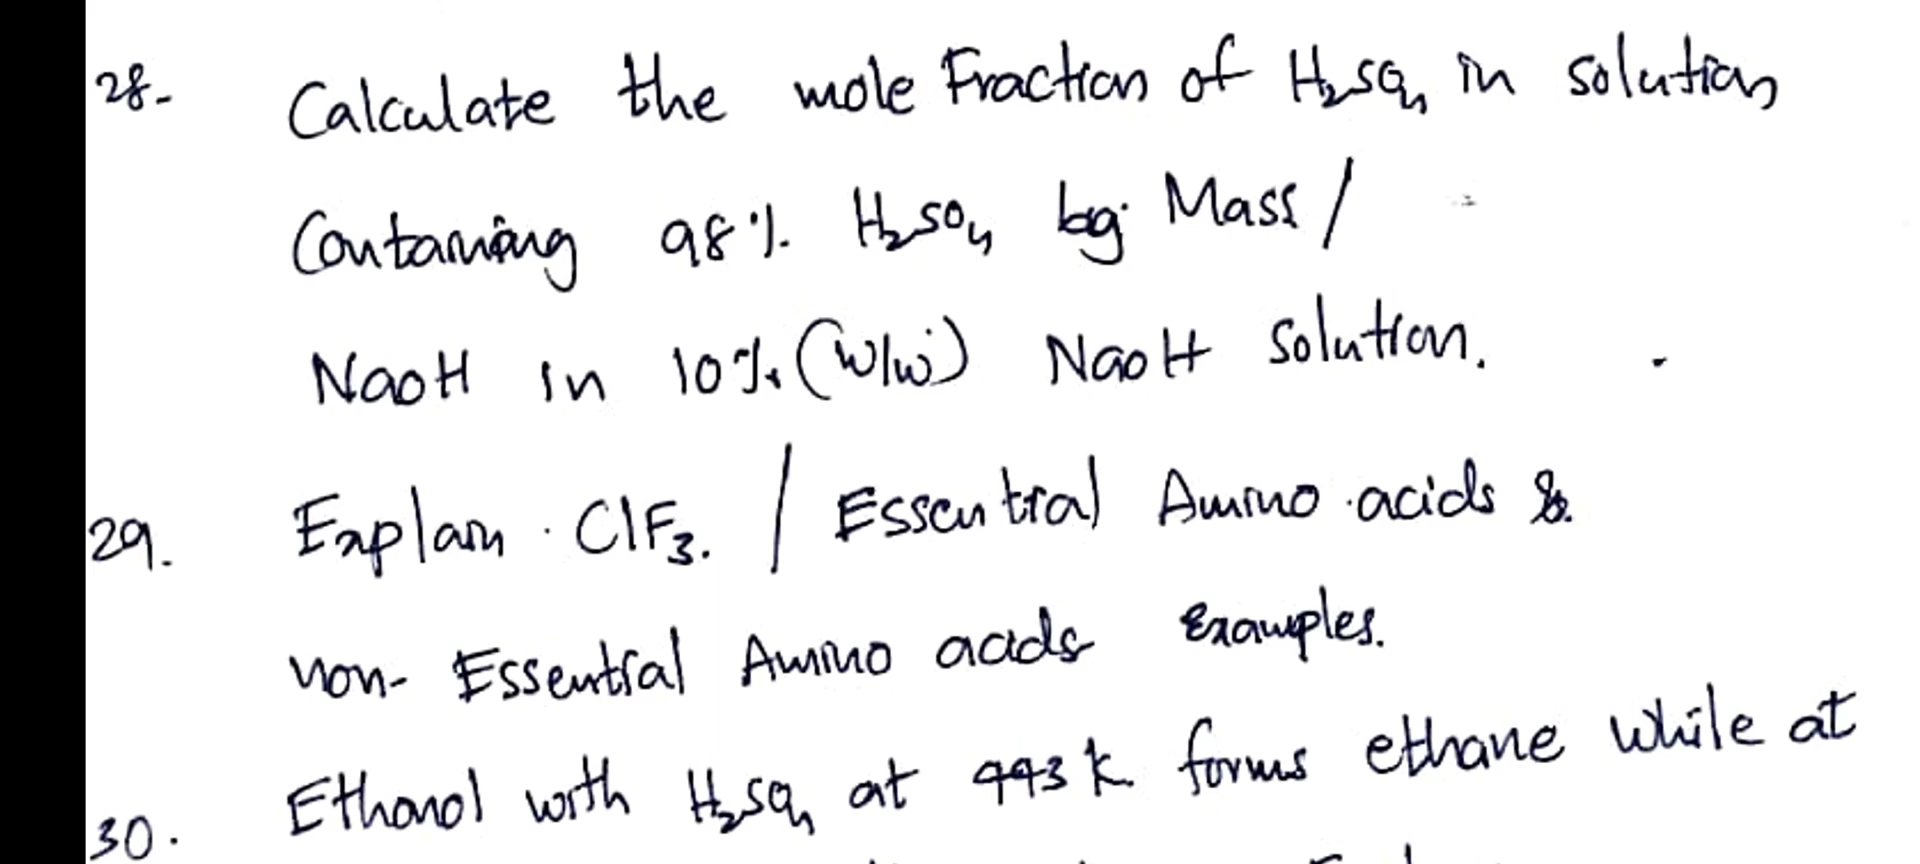 28. Calculate the mole Fraction of H₂SO₄ in solution
Containing 98% H₂SO₄ by Mass /
NaOH in 10% (w/w) NaOH solution.
29. Explain ClF₃. / Essential Amino acids &
non-Essential Amino acids Examples.
30. Ethanol with H₂SO₄ at 443 K forms ethane while at